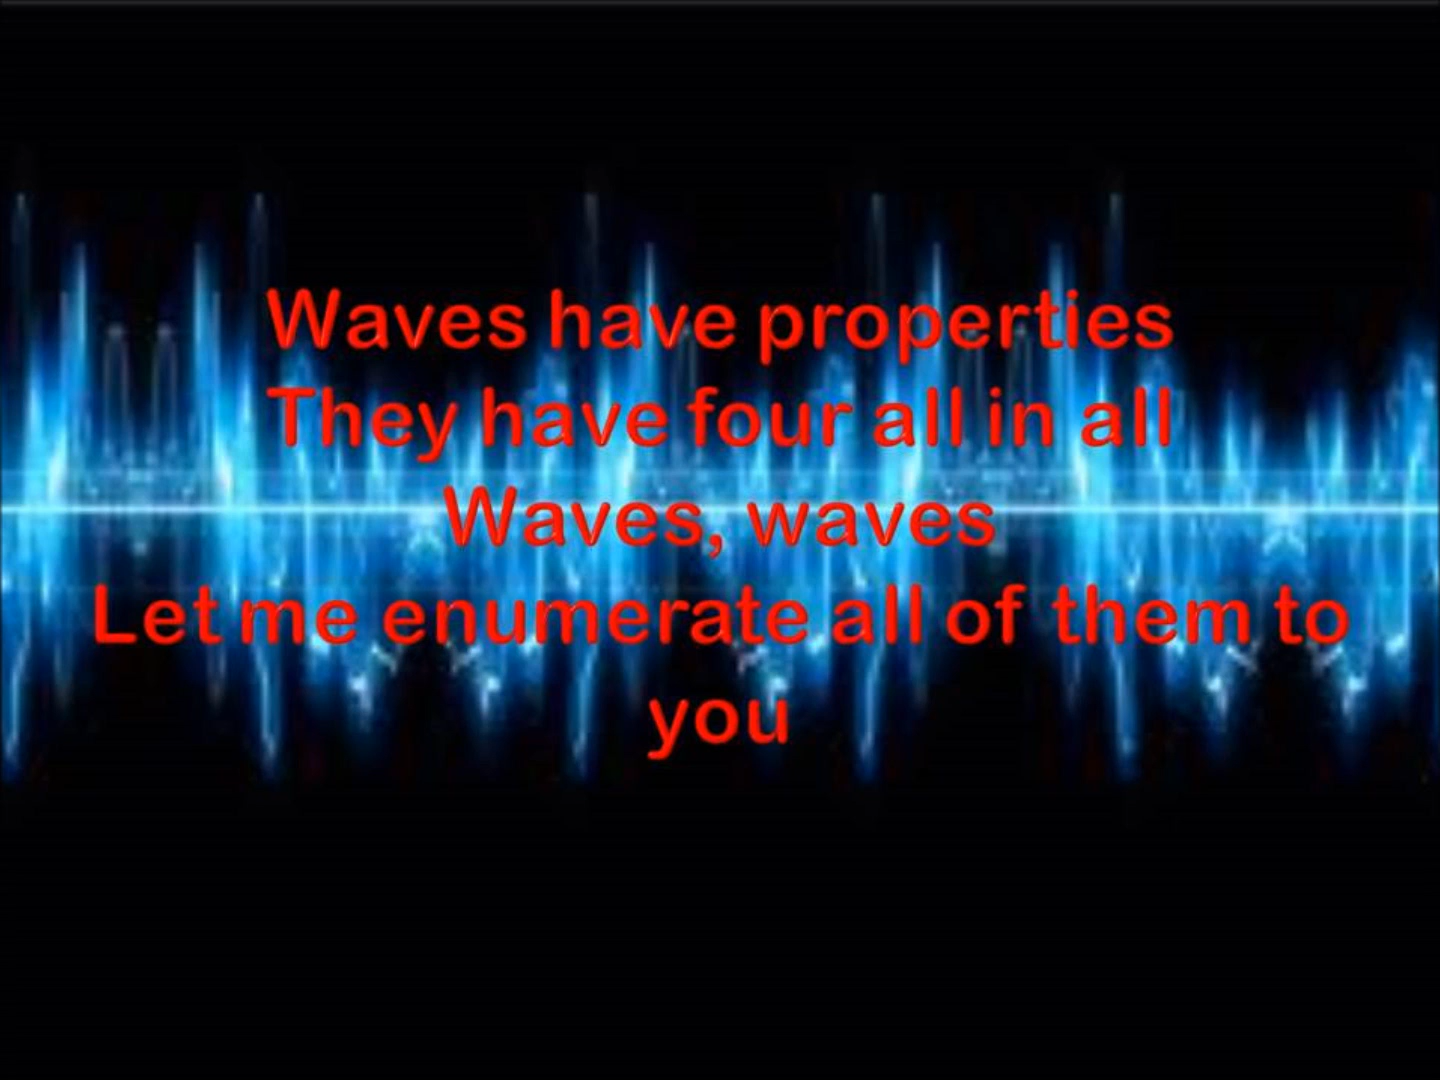 Waves have properties
They have four all in all
Waves, waves
Let me enumerate all of them to
you